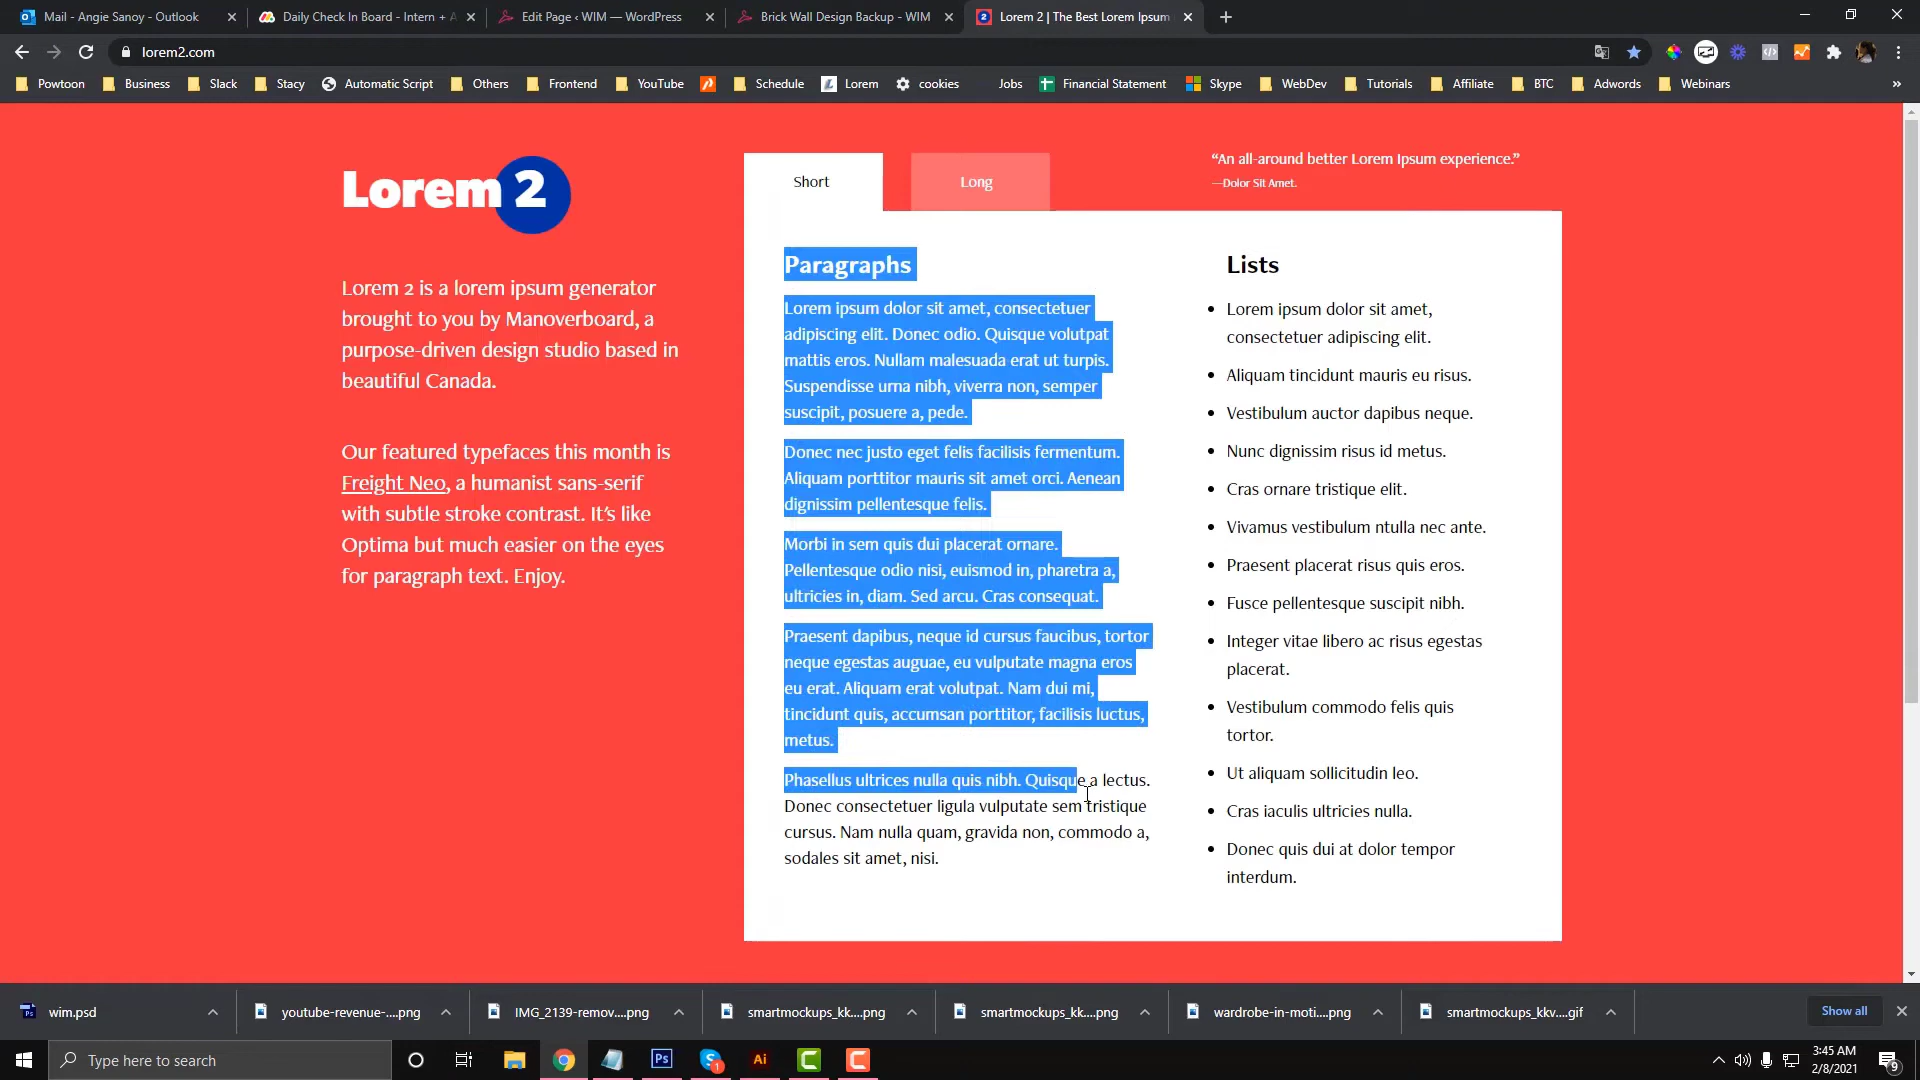 Mail - Angie Sanoy - Outlook
Daily Check In Board - Intern + A
Edit Page ‹ WIM — WordPress
Brick Wall Design Backup - WIM
Lorem 2 | The Best Lorem Ipsum
lorem2.com
Powtoon
Business
Slack
Stacy
Automatic Script
Others
Frontend
YouTube
Schedule
Lorem
cookies
Jobs
Financial Statement
Skype
WebDev
Tutorials
Affiliate
BTC
Adwords
Webinars
»
Lorem 2
Lorem 2 is a lorem ipsum generator
brought to you by Manoverboard, a
purpose-driven design studio based in
beautiful Canada.
Our featured typefaces this month is
Freight Neo, a humanist sans-serif
with subtle stroke contrast. It's like
Optima but much easier on the eyes
for paragraph text. Enjoy.
Short
Long
“An all-around better Lorem Ipsum experience.”
—Dolor Sit Amet.
Paragraphs
Lorem ipsum dolor sit amet, consectetuer
adipiscing elit. Donec odio. Quisque volutpat
mattis eros. Nullam malesuada erat ut turpis.
Suspendisse urna nibh, viverra non, semper
suscipit, posuere a, pede.
Donec nec justo eget felis facilisis fermentum.
Aliquam porttitor mauris sit amet orci. Aenean
dignissim pellentesque felis.
Morbi in sem quis dui placerat ornare.
Pellentesque odio nisi, euismod in, pharetra a,
ultricies in, diam. Sed arcu. Cras consequat.
Praesent dapibus, neque id cursus faucibus, tortor
neque egestas auguae, eu vulputate magna eros
eu erat. Aliquam erat volutpat. Nam dui mi,
tincidunt quis, accumsan porttitor, facilisis luctus,
metus.
Phasellus ultrices nulla quis nibh. Quisque a lectus.
Donec consectetuer ligula vulputate sem tristique
cursus. Nam nulla quam, gravida non, commodo a,
sodales sit amet, nisi.
Lists
Lorem ipsum dolor sit amet,
consectetuer adipiscing elit.
Aliquam tincidunt mauris eu risus.
Vestibulum auctor dapibus neque.
Nunc dignissim risus id metus.
Cras ornare tristique elit.
Vivamus vestibulum ntulla nec ante.
Praesent placerat risus quis eros.
Fusce pellentesque suscipit nibh.
Integer vitae libero ac risus egestas
placerat.
Vestibulum commodo felis quis
tortor.
Ut aliquam sollicitudin leo.
Cras iaculis ultricies nulla.
Donec quis dui at dolor tempor
interdum.
wim.psd
youtube-revenue-....png
IMG_2139-remov....png
smartmockups_kk....png
smartmockups_kk....png
wardrobe-in-moti....png
smartmockups_kkv....gif
Show all
Type here to search
Ps
Ai
3:45 AM
2/8/2021
9